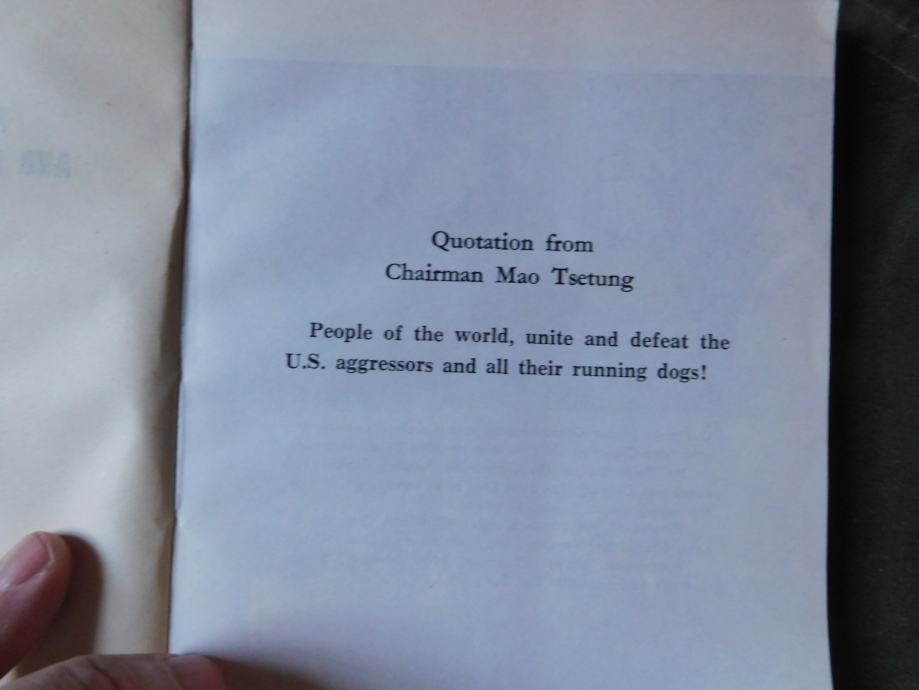 Quotation from
Chairman Mao Tsetung
People of the world, unite and defeat the
U.S. aggressors and all their running dogs!